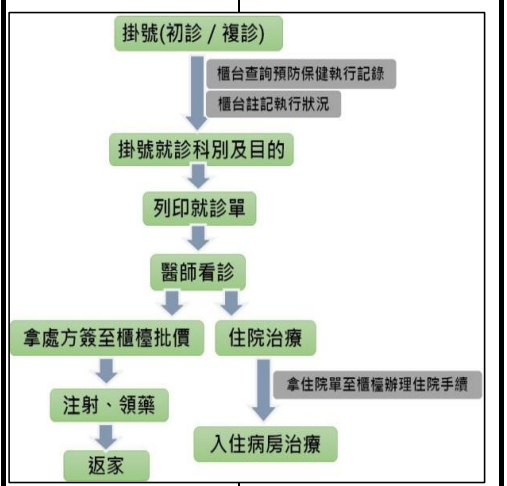 掛號(初診 / 複診)
櫃台查詢預防保健執行記錄
櫃台註記執行狀況
掛號就診科別及目的
列印就診單
醫師看診
拿處方簽至櫃檯批價
住院治療
拿住院單至櫃檯辦理住院手續
注射、領藥
入住病房治療
返家